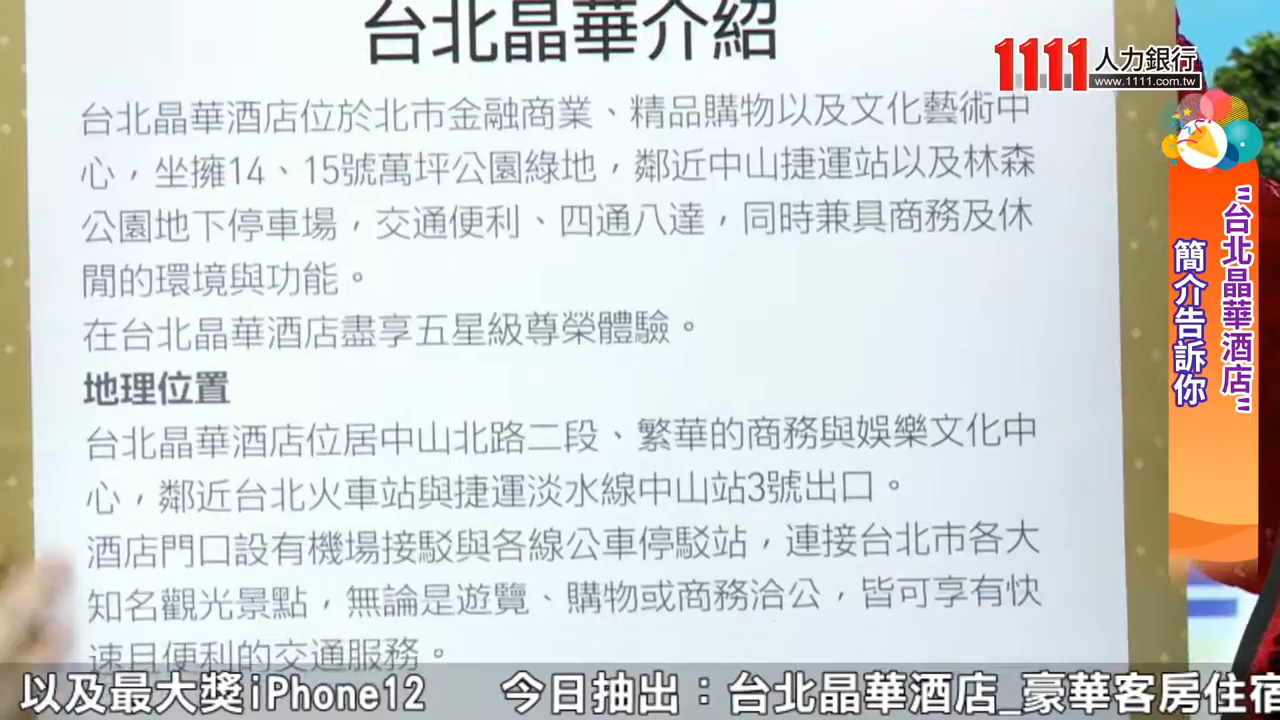 台北晶華介紹
台北晶華酒店位於北市金融商業、精品購物以及文化藝術中
心，坐擁14、15號萬坪公園綠地，鄰近中山捷運站以及林森
公園地下停車場，交通便利、四通八達，同時兼具商務及休
閒的環境與功能。
在台北晶華酒店盡享五星級尊榮體驗。
地理位置
台北晶華酒店位居中山北路二段、繁華的商務與娛樂文化中
心，鄰近台北火車站與捷運淡水線中山站3號出口。
酒店門口設有機場接駁與各線公車停駁站，連接台北市各大
知名觀光景點，無論是遊覽、購物或商務洽公，皆可享有快
速且便利的交通服務。
1111人力銀行
www.1111.com.tw
"台北晶華酒店"
簡介告訴你
以及最大獎iPhone12 今日抽出：台北晶華酒店_豪華客房住宿